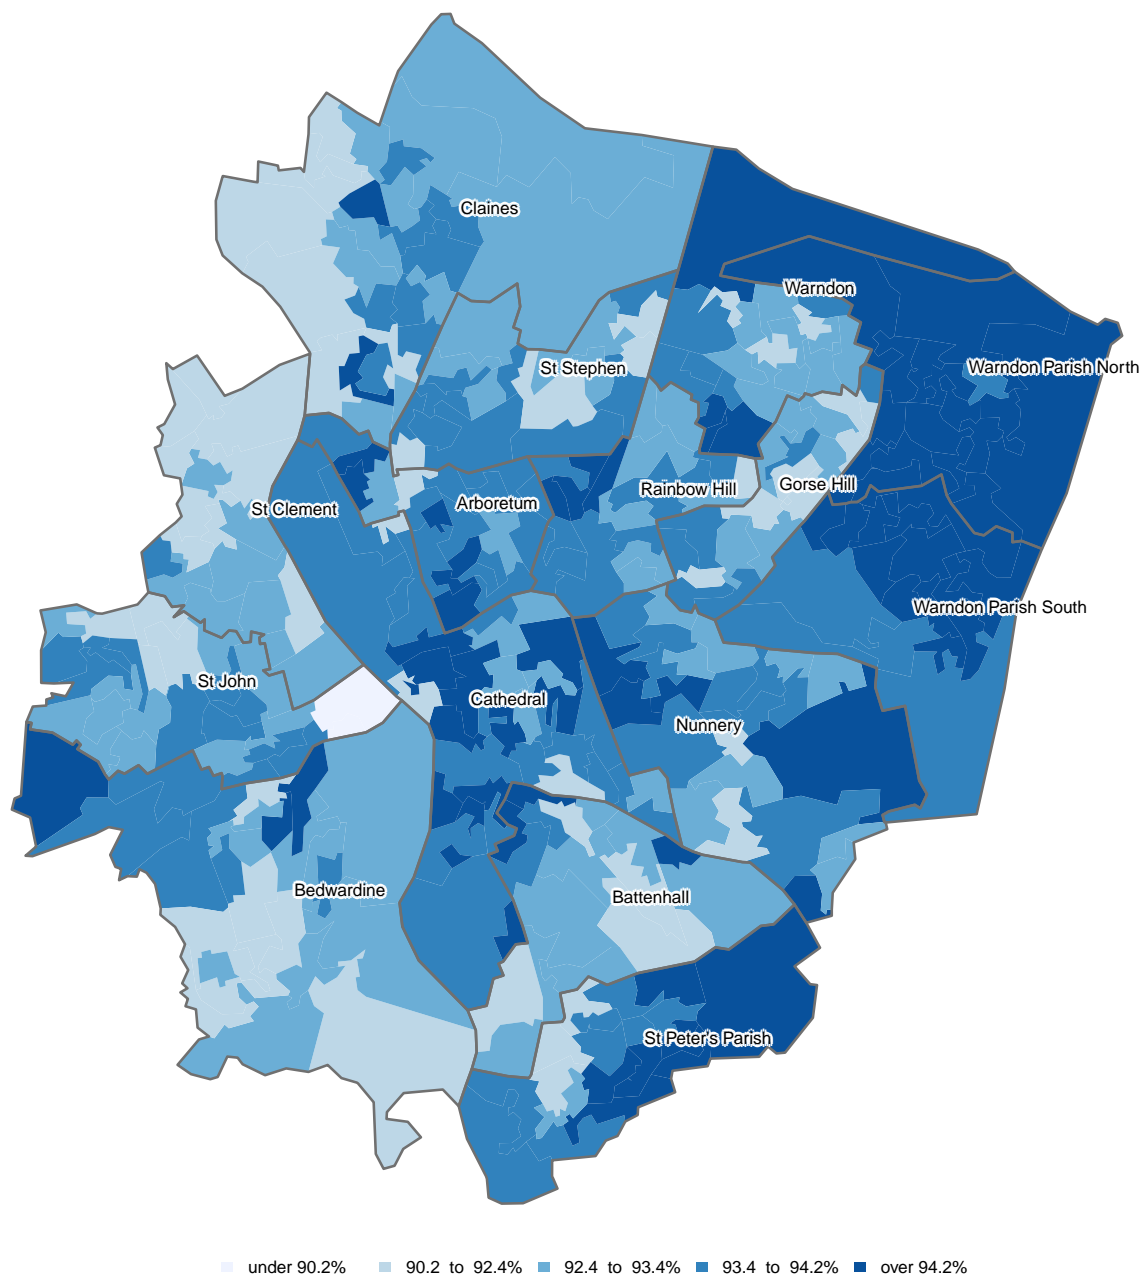 Claines
Warndon
St Stephen
Warndon Parish North
Rainbow Hill
Gorse Hill
Arboretum
St Clement
Warndon Parish South
St John
Cathedral
Nunnery
Bedwardine
Battenhall
St Peter's Parish
under 90.2% 90.2 to 92.4% 92.4 to 93.4% 93.4 to 94.2% over 94.2%